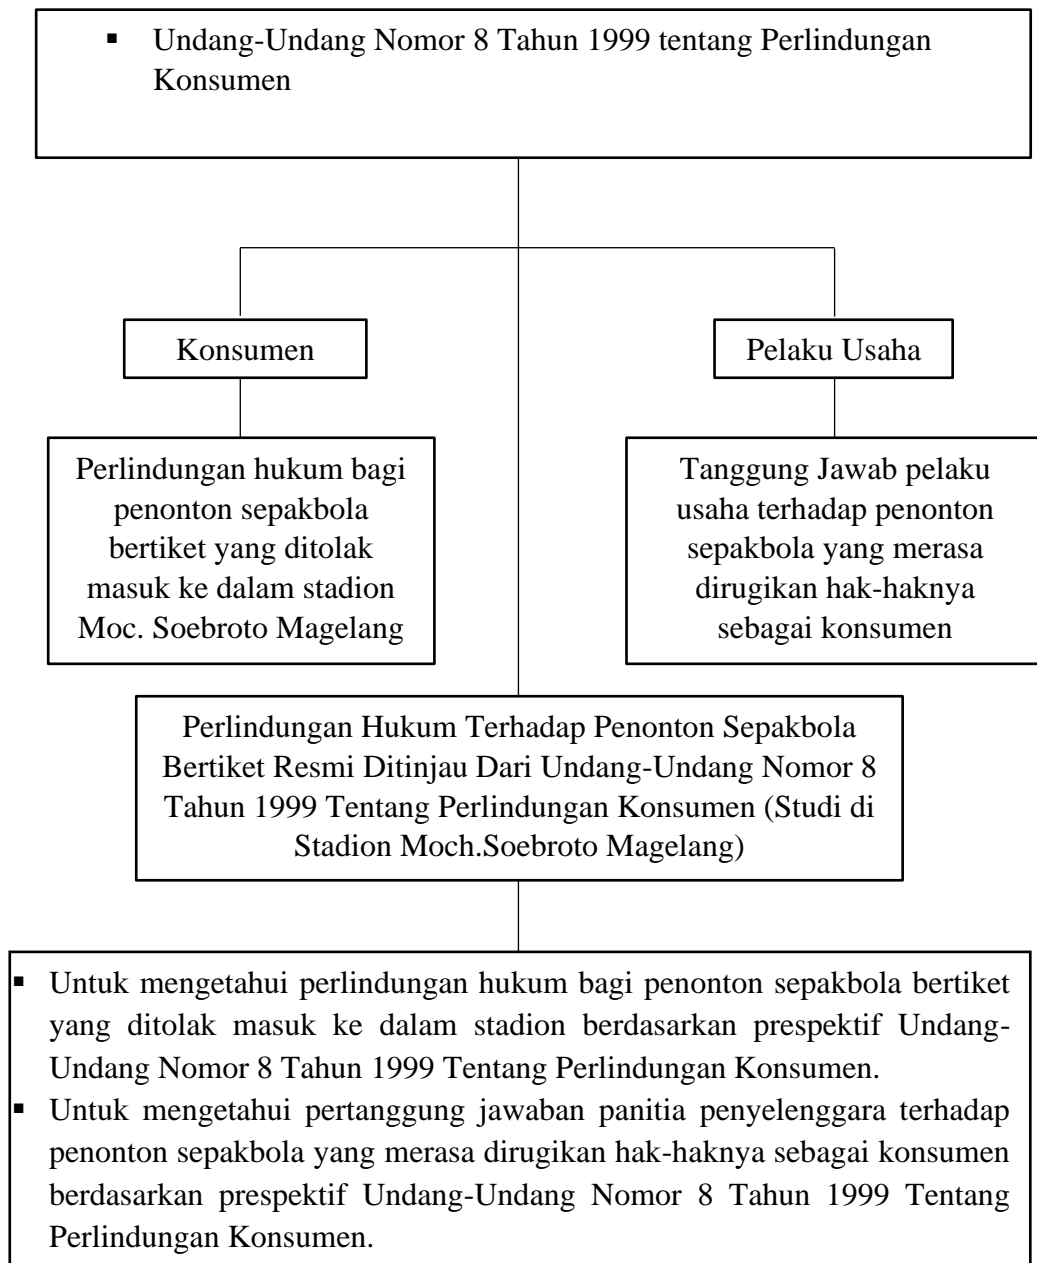 ▪ Undang-Undang Nomor 8 Tahun 1999 tentang Perlindungan
Konsumen
Konsumen
Pelaku Usaha
Perlindungan hukum bagi
penonton sepakbola
bertiket yang ditolak
masuk ke dalam stadion
Moc. Soebroto Magelang
Tanggung Jawab pelaku
usaha terhadap penonton
sepakbola yang merasa
dirugikan hak-haknya
sebagai konsumen
Perlindungan Hukum Terhadap Penonton Sepakbola
Bertiket Resmi Ditinjau Dari Undang-Undang Nomor 8
Tahun 1999 Tentang Perlindungan Konsumen (Studi di
Stadion Moch.Soebroto Magelang)
▪ Untuk mengetahui perlindungan hukum bagi penonton sepakbola bertiket
yang ditolak masuk ke dalam stadion berdasarkan prespektif Undang-
Undang Nomor 8 Tahun 1999 Tentang Perlindungan Konsumen.
▪ Untuk mengetahui pertanggung jawaban panitia penyelenggara terhadap
penonton sepakbola yang merasa dirugikan hak-haknya sebagai konsumen
berdasarkan prespektif Undang-Undang Nomor 8 Tahun 1999 Tentang
Perlindungan Konsumen.